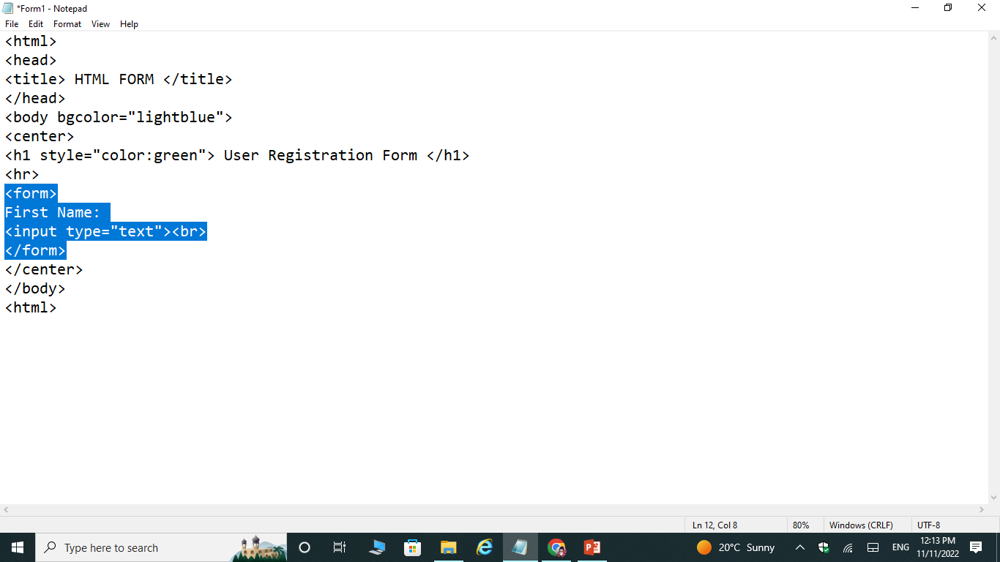 *Form1 - Notepad
File Edit Format View Help
<html>
<head>
<title> HTML FORM </title>
</head>
<body bgcolor="lightblue">
<center>
<h1 style="color:green"> User Registration Form </h1>
<hr>
<form>
First Name:
<input type="text"><br>
</form>
</center>
</body>
<html>
Ln 12, Col 8 80% Windows (CRLF) UTF-8
Type here to search 20°C Sunny ENG 12:13 PM
11/11/2022